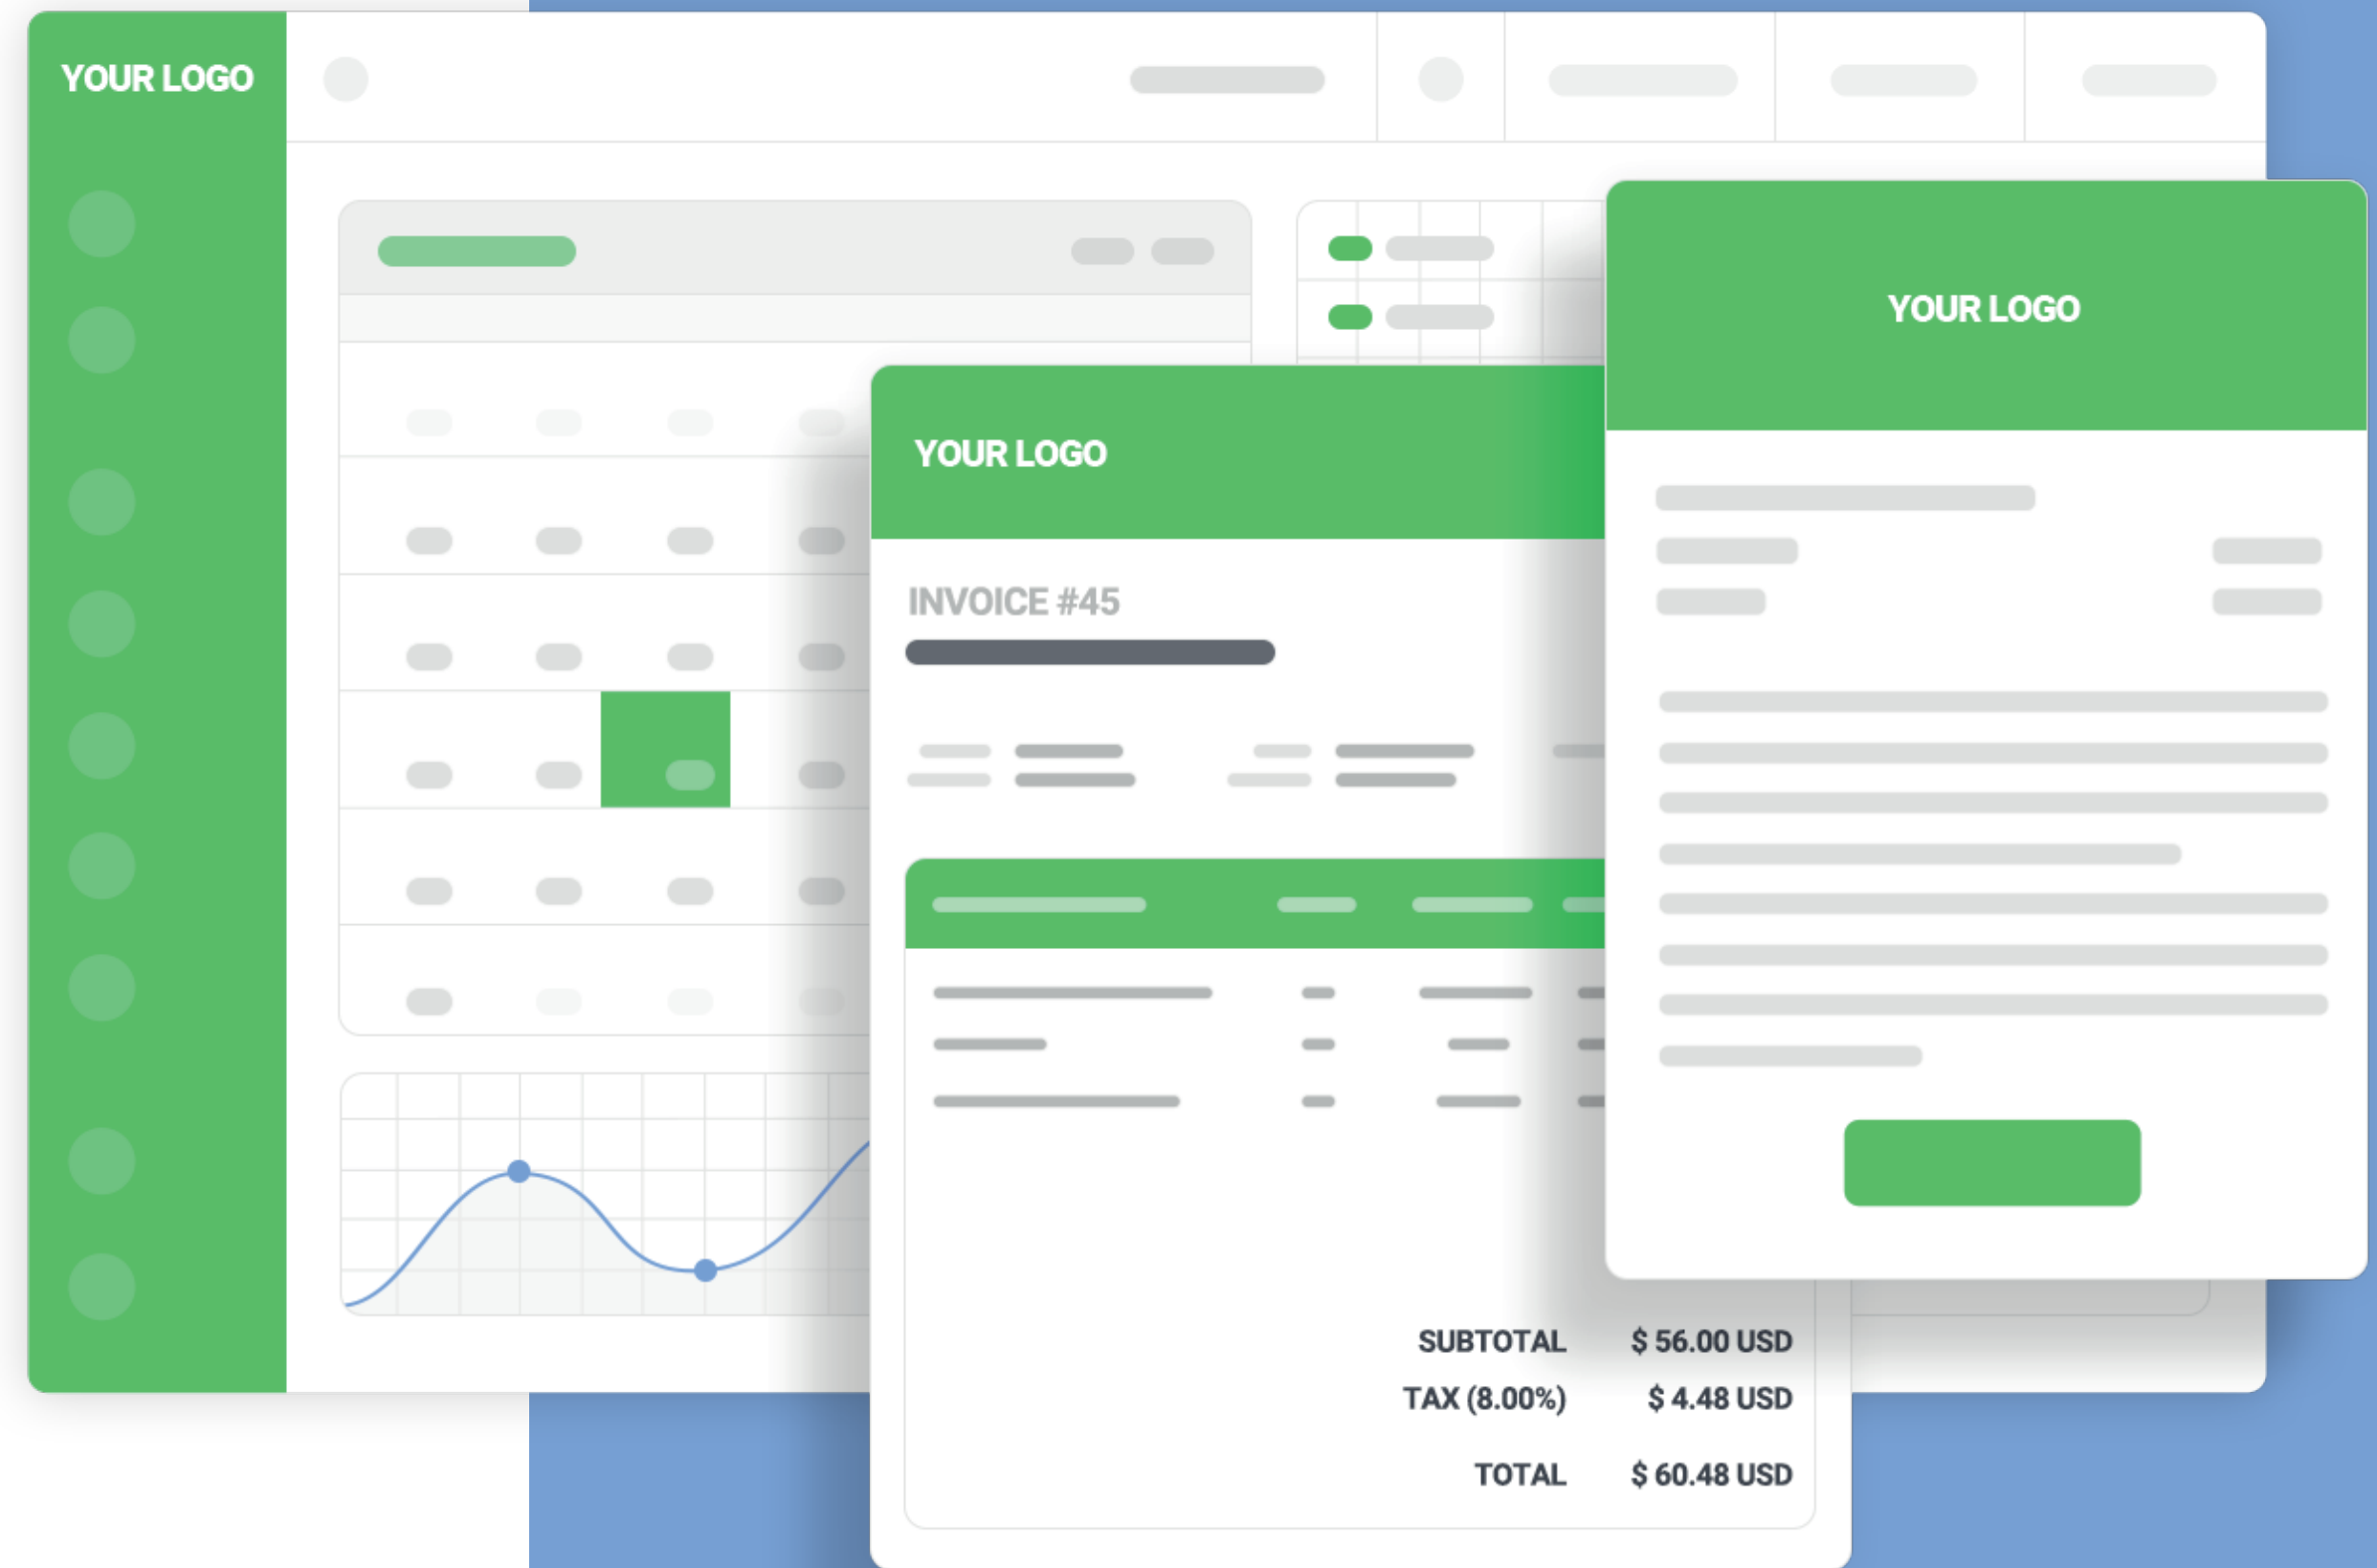 YOUR LOGO
YOUR LOGO
YOUR LOGO
INVOICE #45
SUBTOTAL $ 56.00 USD
TAX (8.00%) $ 4.48 USD
TOTAL $ 60.48 USD